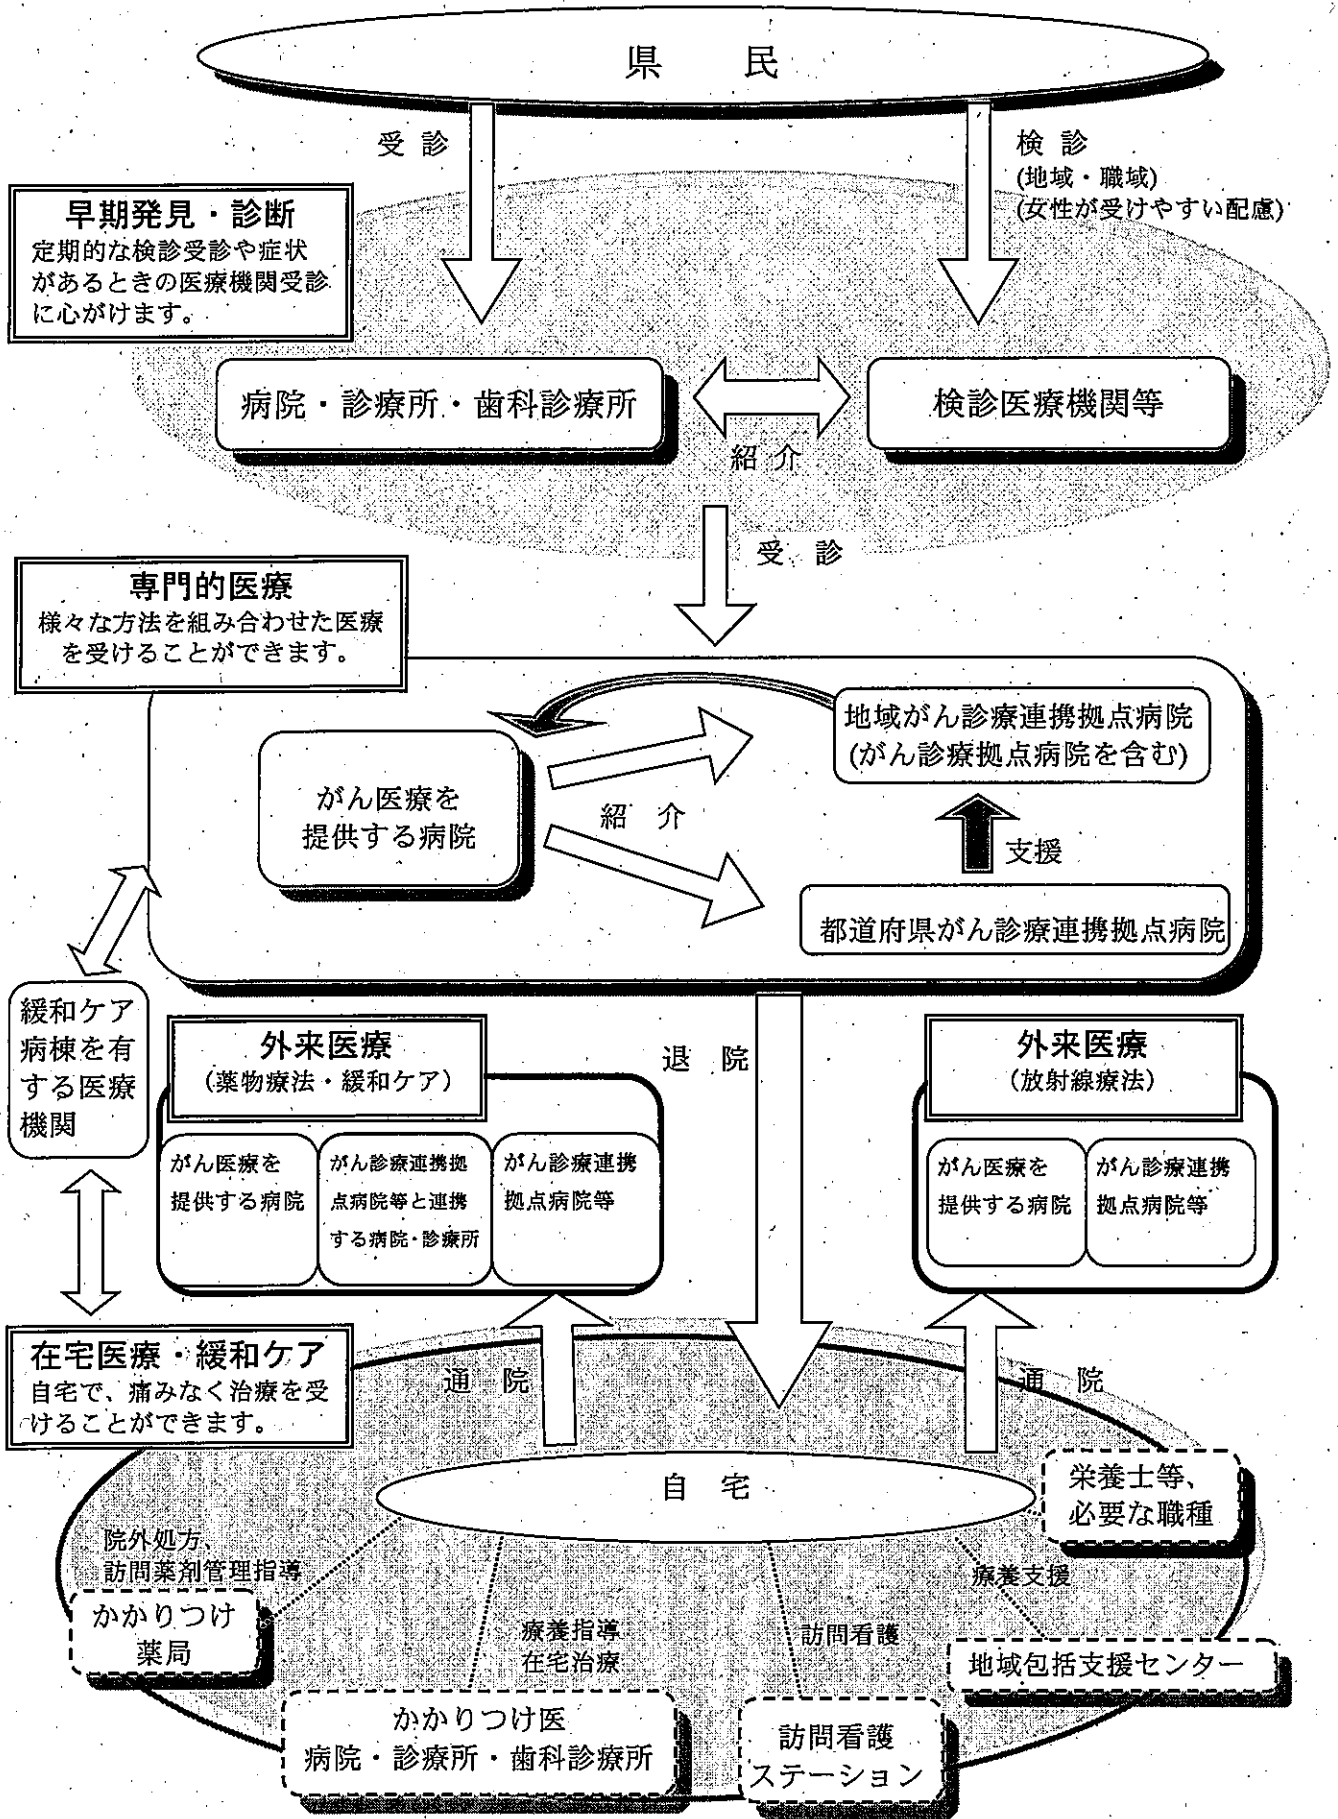 県 民
受 診
検 診
(地域・職域)
(女性が受けやすい配慮)
早期発見・診断
定期的な検診受診や症状
があるときの医療機関受診
に心がけます。
病院・診療所・歯科診療所
検診医療機関等
紹 介
受 診
専門的医療
様々な方法を組み合わせた医療
を受けることができます。
地域がん診療連携拠点病院
(がん診療拠点病院を含む)
がん医療を
提供する病院
紹 介
支援
都道府県がん診療連携拠点病院
緩和ケア
病棟を有
する医療
機関
外来医療
(薬物療法・緩和ケア)
退 院
外来医療
(放射線療法)
がん医療を
提供する病院
がん診療連携拠
点病院等と連携
する病院・診療所
がん診療連携
拠点病院等
がん医療を
提供する病院
がん診療連携
拠点病院等
在宅医療・緩和ケア
自宅で、痛みなく治療を受
けることができます。
通 院
通 院
自 宅
栄養士等、
必要な職種
院外処方、
訪問薬剤管理指導
かかりつけ
薬局
療養指導
在宅治療
訪問看護
療養支援
地域包括支援センター
かかりつけ医
病院・診療所・歯科診療所
訪問看護
ステーション